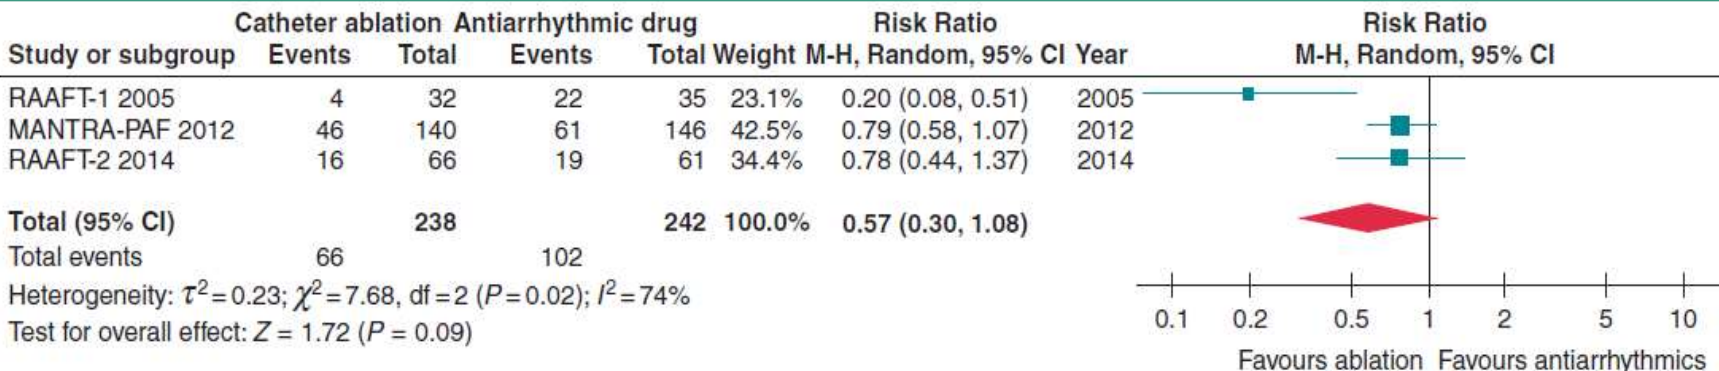 Catheter ablation Antiarrhythmic drug Risk Ratio Risk Ratio
Study or subgroup Events Total Events Total Weight M-H, Random, 95% CI Year M-H, Random, 95% CI
RAAFT-1 2005 4 32 22 35 23.1% 0.20 (0.08, 0.51) 2005
MANTRA-PAF 2012 46 140 61 146 42.5% 0.79 (0.58, 1.07) 2012
RAAFT-2 2014 16 66 19 61 34.4% 0.78 (0.44, 1.37) 2014
Total (95% CI) 238 242 100.0% 0.57 (0.30, 1.08)
Total events 66 102
Heterogeneity: τ²=0.23; χ²=7.68, df=2 (P=0.02); I²=74%
Test for overall effect: Z = 1.72 (P = 0.09)
0.1 0.2 0.5 1 2 5 10
Favours ablation Favours antiarrhythmics